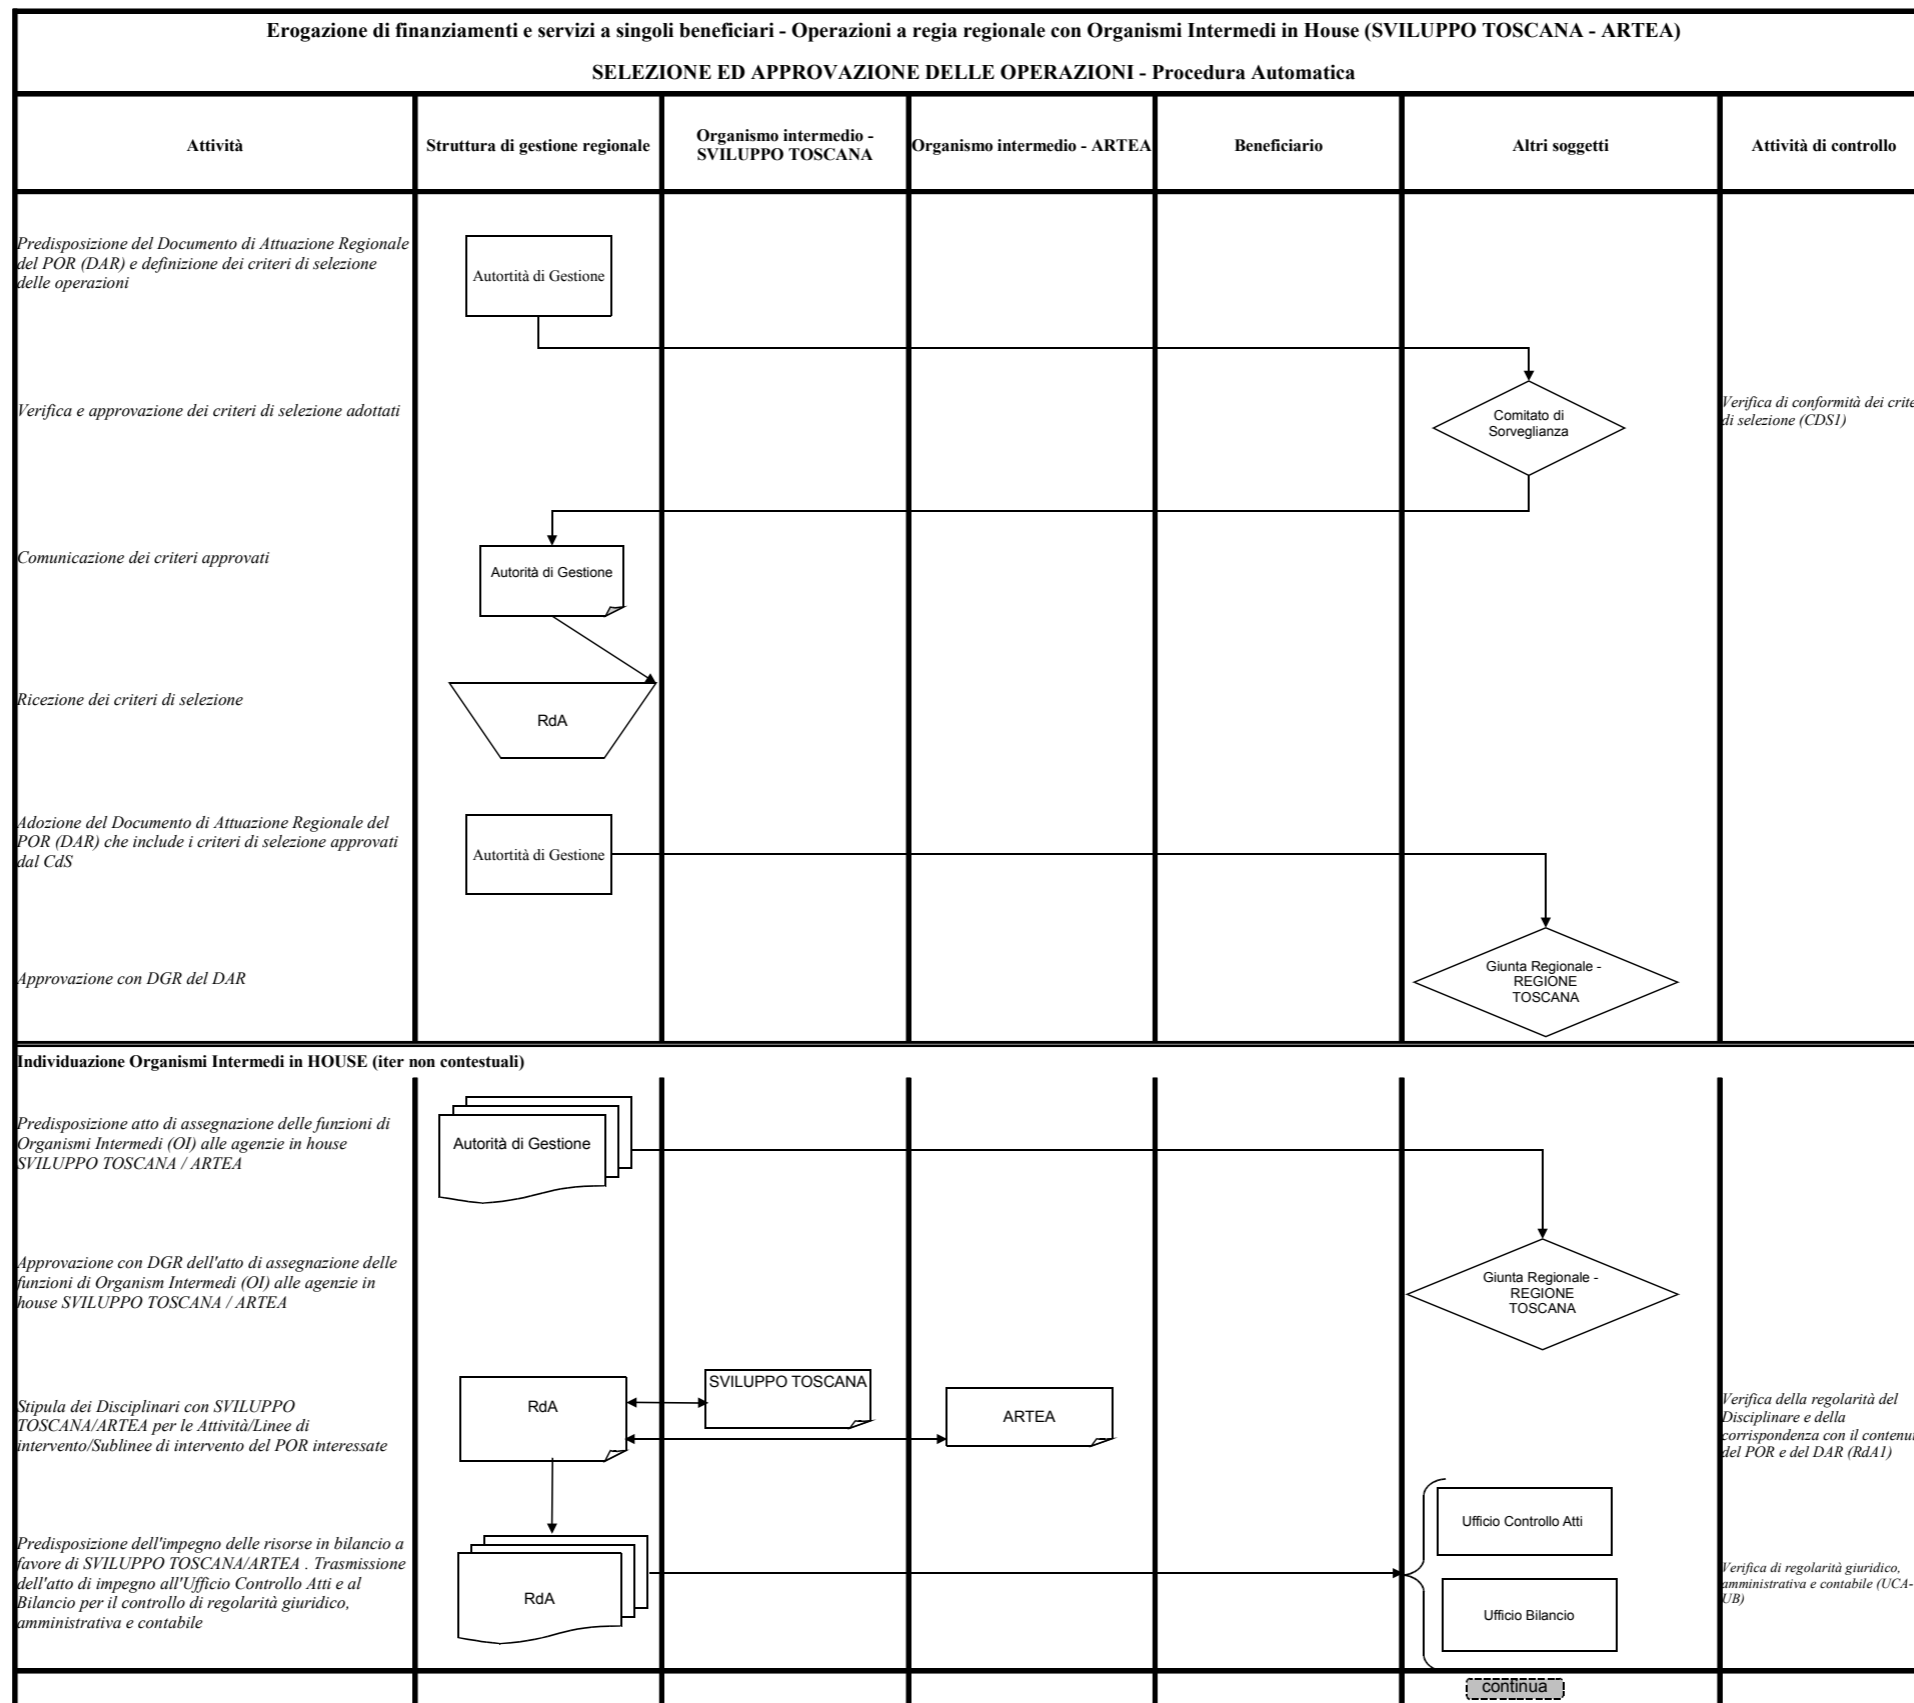 Erogazione di finanziamenti e servizi a singoli beneficiari - Operazioni a regia regionale con Organismi Intermedi in House (SVILUPPO TOSCANA - ARTEA)
SELEZIONE ED APPROVAZIONE DELLE OPERAZIONI - Procedura Automatica
Attività
Struttura di gestione regionale
Organismo intermedio -
SVILUPPO TOSCANA
Organismo intermedio - ARTEA
Beneficiario
Altri soggetti
Attività di controllo
Predisposizione del Documento di Attuazione Regionale
del POR (DAR) e definizione dei criteri di selezione
delle operazioni
Autortità di Gestione
Verifica e approvazione dei criteri di selezione adottati
Comitato di
Sorveglianza
Verifica di conformità dei crite
di selezione (CDS1)
Comunicazione dei criteri approvati
Autorità di Gestione
Ricezione dei criteri di selezione
RdA
Adozione del Documento di Attuazione Regionale del
POR (DAR) che include i criteri di selezione approvati
dal CdS
Autortità di Gestione
Approvazione con DGR del DAR
Giunta Regionale -
REGIONE
TOSCANA
Individuazione Organismi Intermedi in HOUSE (iter non contestuali)
Predisposizione atto di assegnazione delle funzioni di
Organismi Intermedi (OI) alle agenzie in house
SVILUPPO TOSCANA / ARTEA
Autorità di Gestione
Approvazione con DGR dell'atto di assegnazione delle
funzioni di Organism Intermedi (OI) alle agenzie in
house SVILUPPO TOSCANA / ARTEA
Giunta Regionale -
REGIONE
TOSCANA
Stipula dei Disciplinari con SVILUPPO
TOSCANA/ARTEA per le Attività/Linee di
intervento/Sublinee di intervento del POR interessate
RdA
SVILUPPO TOSCANA
ARTEA
Verifica della regolarità del
Disciplinare e della
corrispondenza con il contenu
del POR e del DAR (RdA1)
Predisposizione dell'impegno delle risorse in bilancio a
favore di SVILUPPO TOSCANA/ARTEA . Trasmissione
dell'atto di impegno all'Ufficio Controllo Atti e al
Bilancio per il controllo di regolarità giuridico,
amministrativa e contabile
RdA
Ufficio Controllo Atti
Ufficio Bilancio
Verifica di regolarità giuridico,
amministrativa e contabile (UCA-
UB)
continua